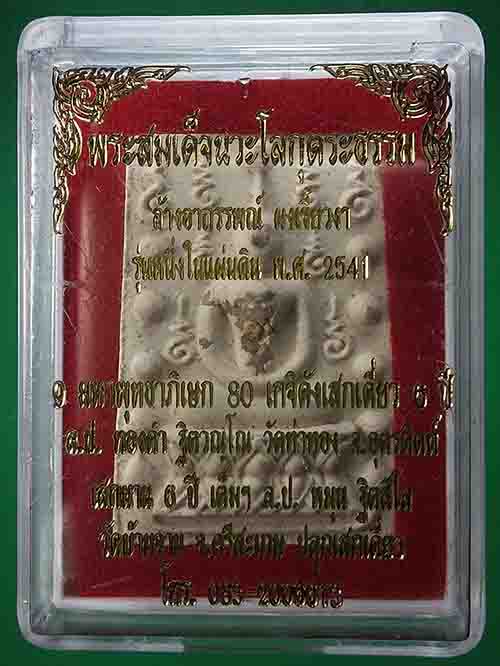 พระสมเด็จนวะโลกุตระธรรม
ล้างอาถรรพณ์ ผงเขี้ยวงา
รุ่นหนึ่งในแผ่นดิน พ.ศ. 2541
มหาพุทธาภิเษก 80 เกจิดังเสกเดี่ยว 6 ปี
ล.ป. ทองดำ ฐิตวณฺโณ วัดท่าทอง จ.อุตรดิตถ์
เสกนาน 6 ปี เต็มๆ ล.ป. หมุน ฐิตสีโล
วัดบ้านจาน จ.ศรีสะเกษ ปลุกเสกเดี่ยว
โทร.